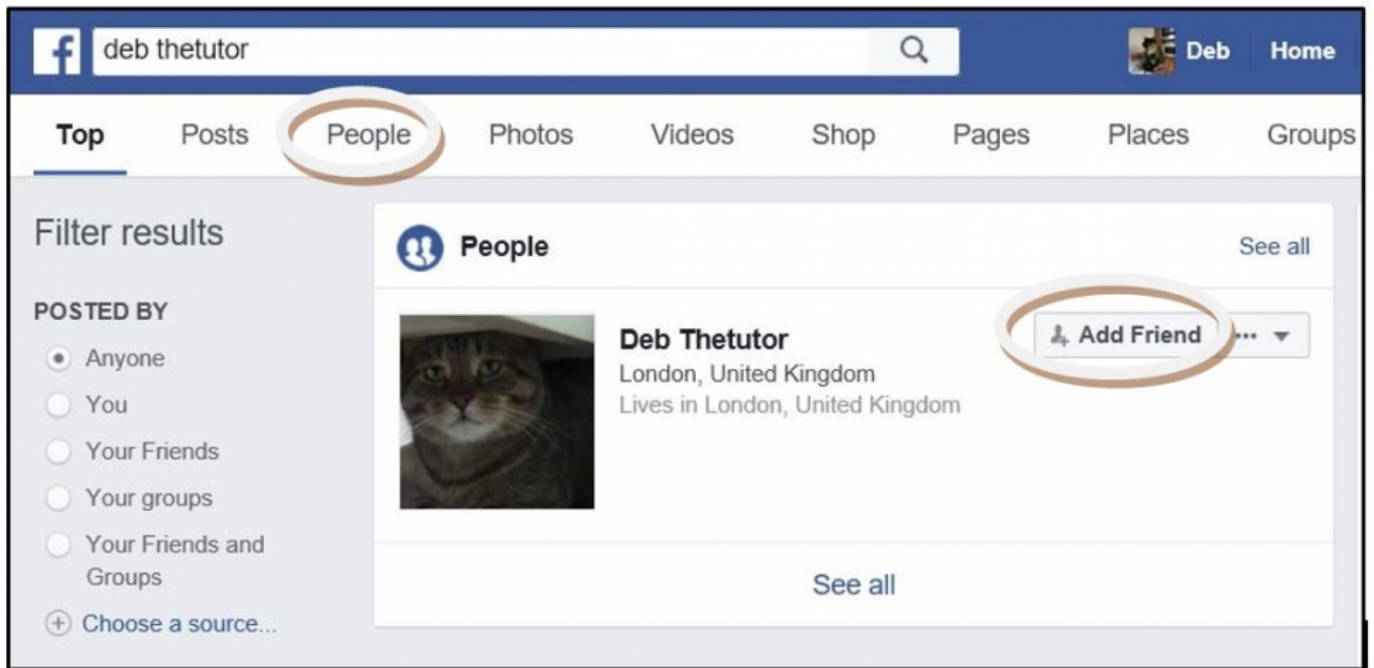 f deb thetutor Deb Home
Top Posts People Photos Videos Shop Pages Places Groups
Filter results
POSTED BY
Anyone
You
Your Friends
Your groups
Your Friends and
Groups
Choose a source...
People See all
Deb Thetutor Add Friend ...
London, United Kingdom
Lives in London, United Kingdom
See all